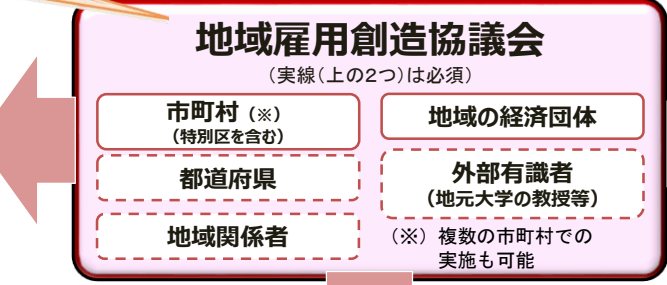 地域雇用創造協議会
（実線（上の2つ）は必須）
市町村（※）
（特別区を含む）
地域の経済団体
都道府県
外部有識者
（地元大学の教授等）
地域関係者
（※） 複数の市町村での
実施も可能